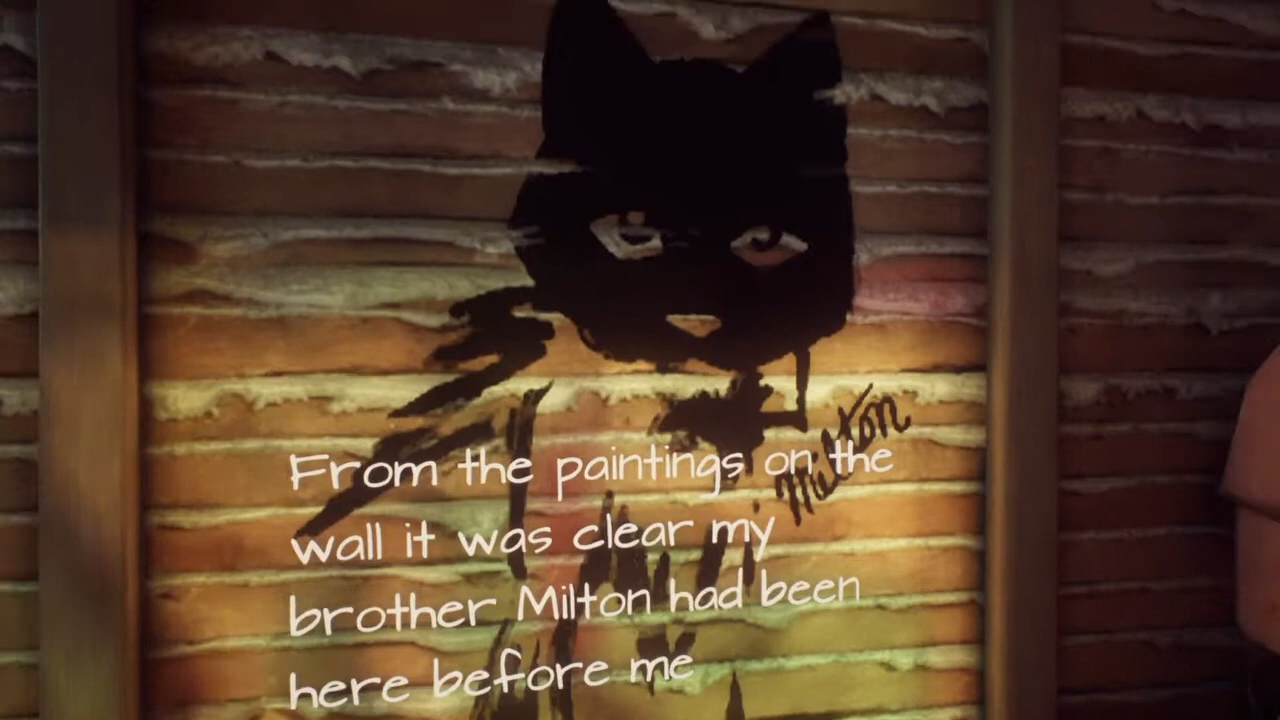 Milton
From the paintings on the
wall it was clear my
brother Milton had been
here before me